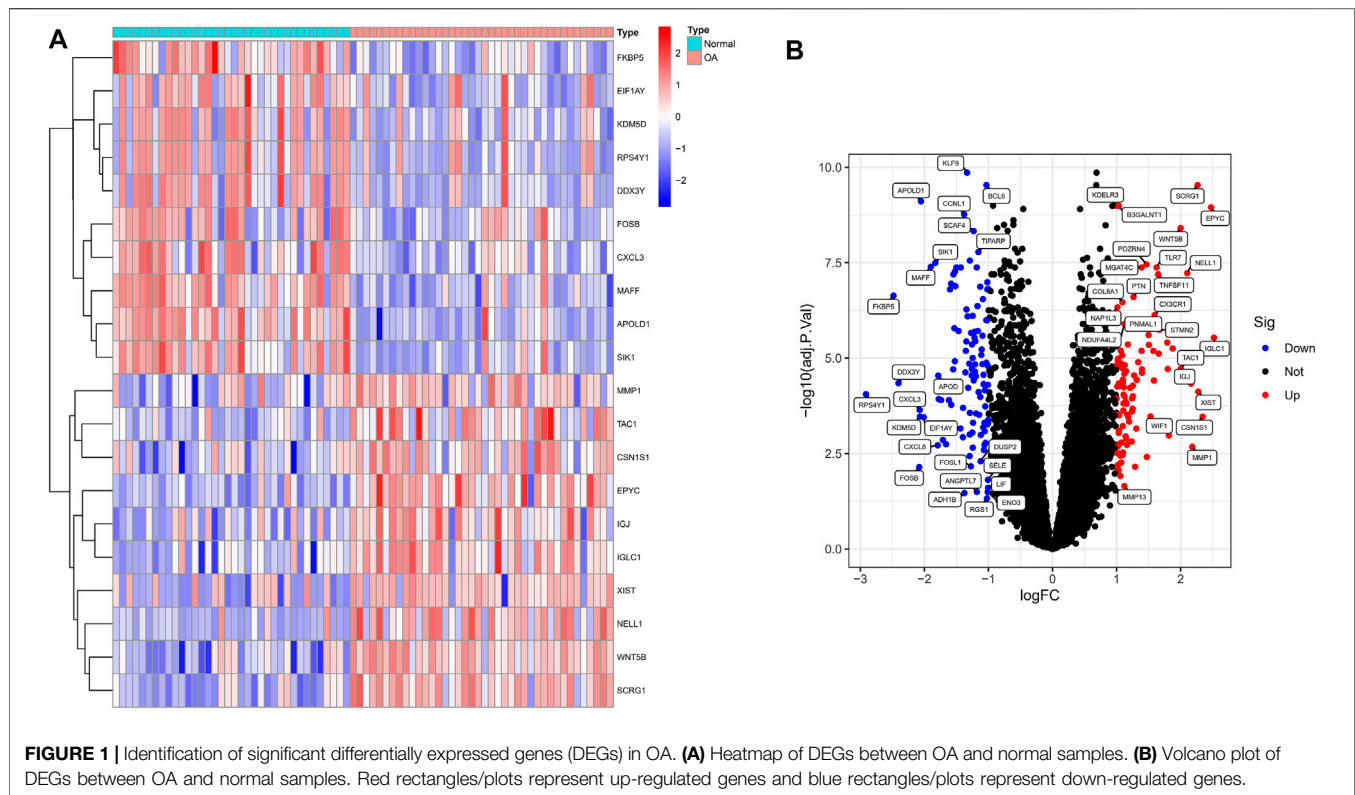 A
Type
Type
Normal
OA
2
1
0
−1
−2
FKBP5
EIF1AY
KDM5D
RPS4Y1
DDX3Y
FOSB
CXCL3
MAFF
APOLD1
SIK1
MMP1
TAC1
CSN1S1
EPYC
IGJ
IGLC1
XIST
NELL1
WNT5B
SCRG1
B
10.0
7.5
5.0
2.5
0.0
−log10(adj.P.Val)
−3
−2
−1
0
1
2
logFC
KLF9
APOLD1
BCL6
CCNL1
SCAF4
TIPARP
SIK1
MAFF
FKBP5
DDX3Y
APOD
RPS4Y1
CXCL3
KDM5D
EIF1AY
CXCL8
DUSP2
FOSL1
SELE
FOSB
ANGPTL7
LIF
ADH1B
ENO3
RGS1
KDELR3
SCRG1
B3GALNT1
EPYC
WNT5B
PDZRN4
TLR7
MGAT4C
NELL1
PTN
TNFSF11
COL8A1
CX3CR1
NAP1L3
PNMAL1
STMN2
NDUFA4L2
IGLC1
TAC1
IGJ
XIST
WIF1
CSN1S1
MMP1
MMP13
Sig
Down
Not
Up
FIGURE 1 | Identification of significant differentially expressed genes (DEGs) in OA. (A) Heatmap of DEGs between OA and normal samples. (B) Volcano plot of
DEGs between OA and normal samples. Red rectangles/plots represent up-regulated genes and blue rectangles/plots represent down-regulated genes.